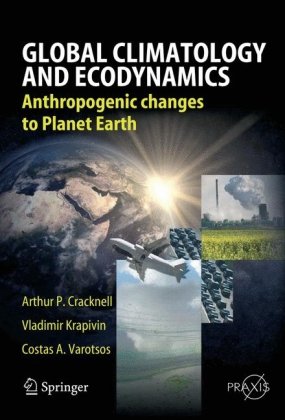 GLOBAL CLIMATOLOGY
AND ECODYNAMICS
Anthropogenic changes
to Planet Earth
Arthur P. Cracknell
Vladimir Krapivin
Costas A. Varotsos
Springer
PRAXIS